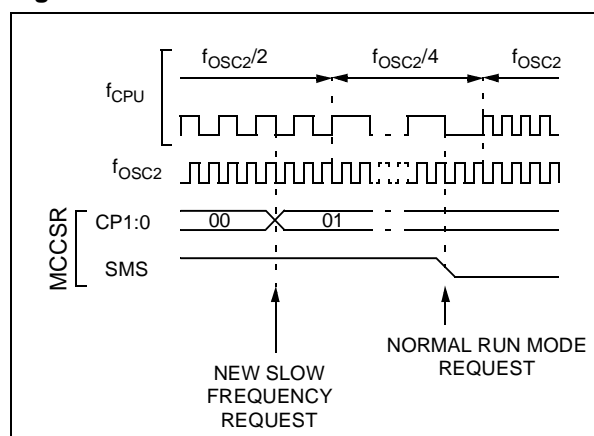 fOSC2/2
fOSC2/4
fOSC2
fCPU
fOSC2
MCCSR
CP1:0
00
01
SMS
NEW SLOW
FREQUENCY
REQUEST
NORMAL RUN MODE
REQUEST